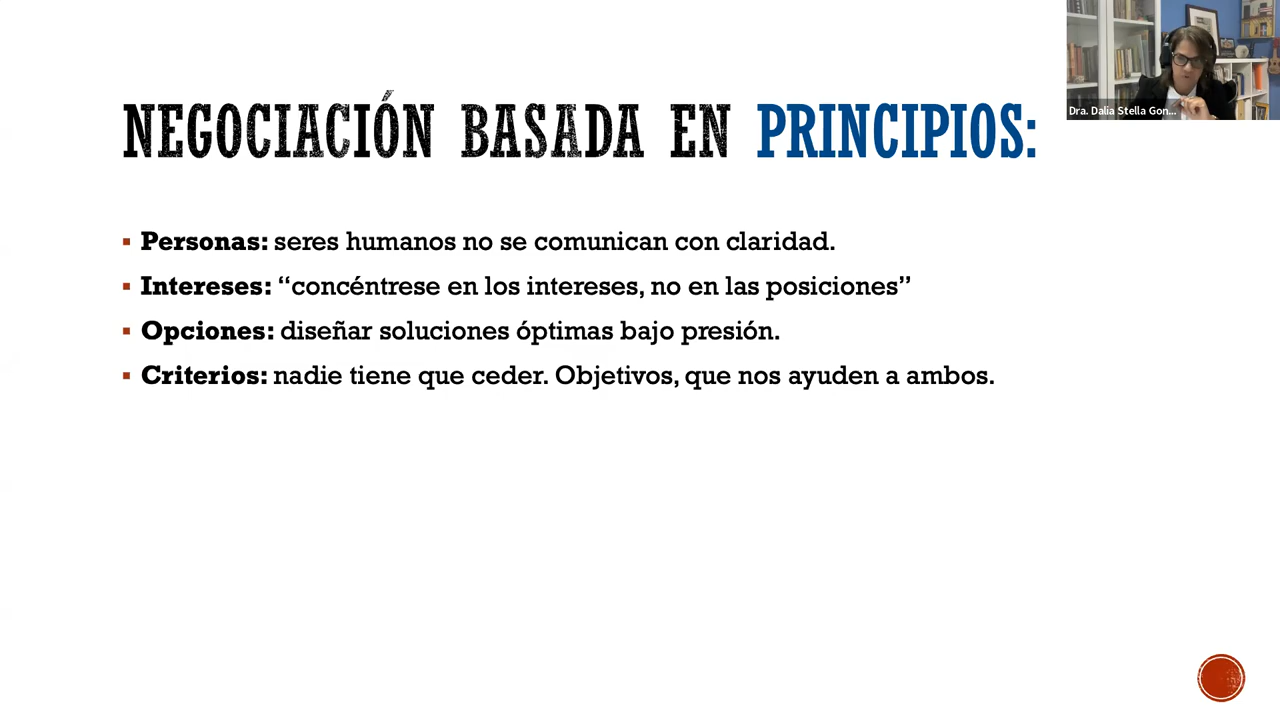 NEGOCIACIÓN BASADA EN PRINCIPIOS:
Dra. Dalia Stella Gon...
▪ Personas: seres humanos no se comunican con claridad.
▪ Intereses: “concéntrese en los intereses, no en las posiciones”
▪ Opciones: diseñar soluciones óptimas bajo presión.
▪ Criterios: nadie tiene que ceder. Objetivos, que nos ayuden a ambos.